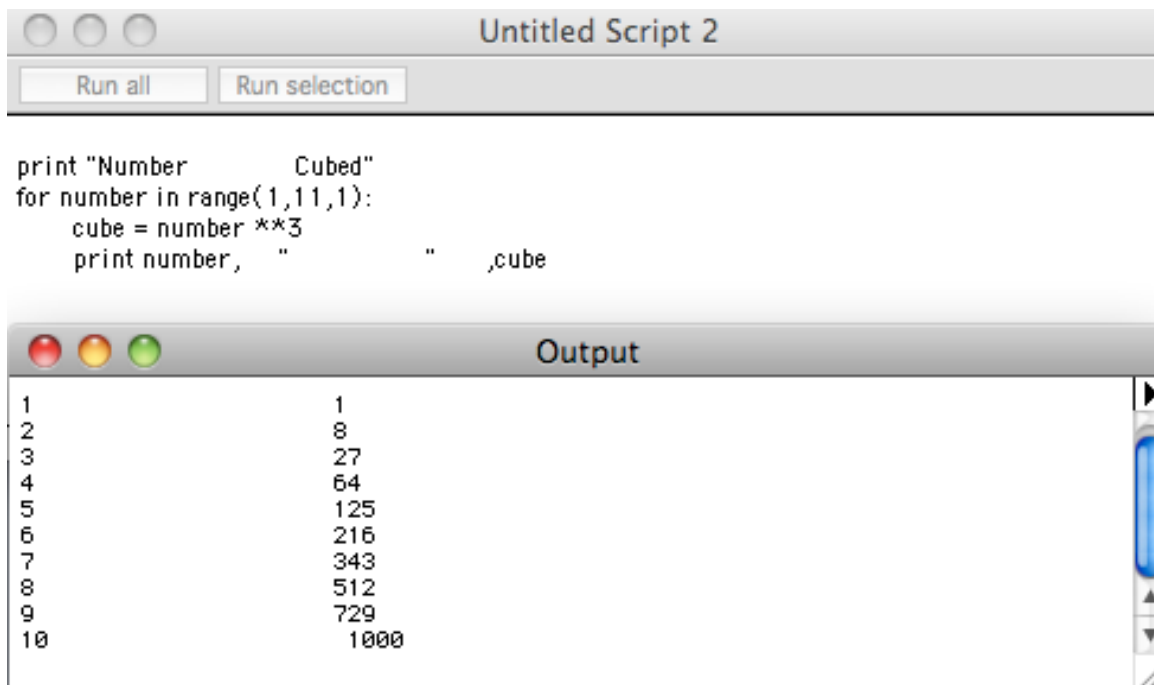 Untitled Script 2
Run all Run selection
print "Number          Cubed"
for number in range(1,11,1):
    cube = number **3
    print number,   "             "     ,cube
Output
1                      1
2                      8
3                      27
4                      64
5                      125
6                      216
7                      343
8                      512
9                      729
10                      1000